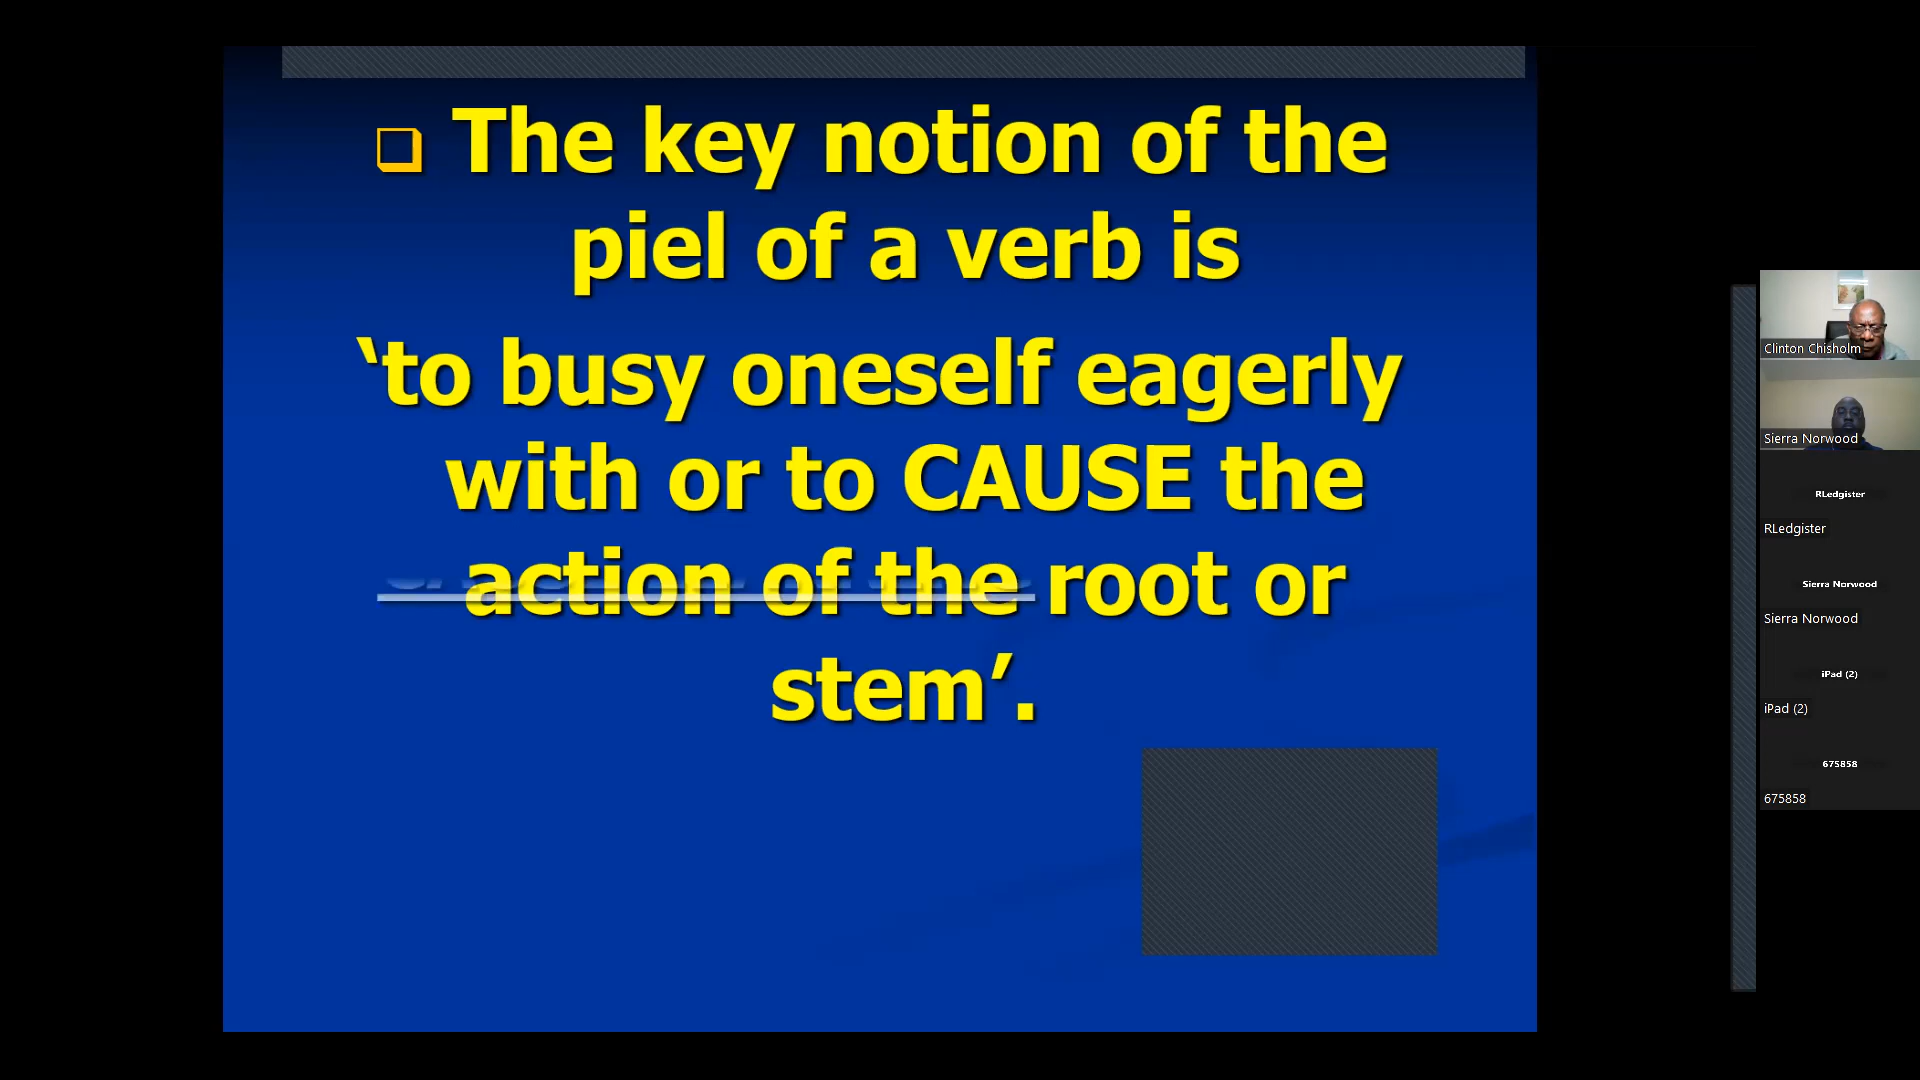 The key notion of the
piel of a verb is
‘to busy oneself eagerly
with or to CAUSE the
action of the root or
stem’.
Clinton Chisholm
Sierra Norwood
RLedgister
RLedgister
Sierra Norwood
Sierra Norwood
iPad (2)
iPad (2)
675858
675858